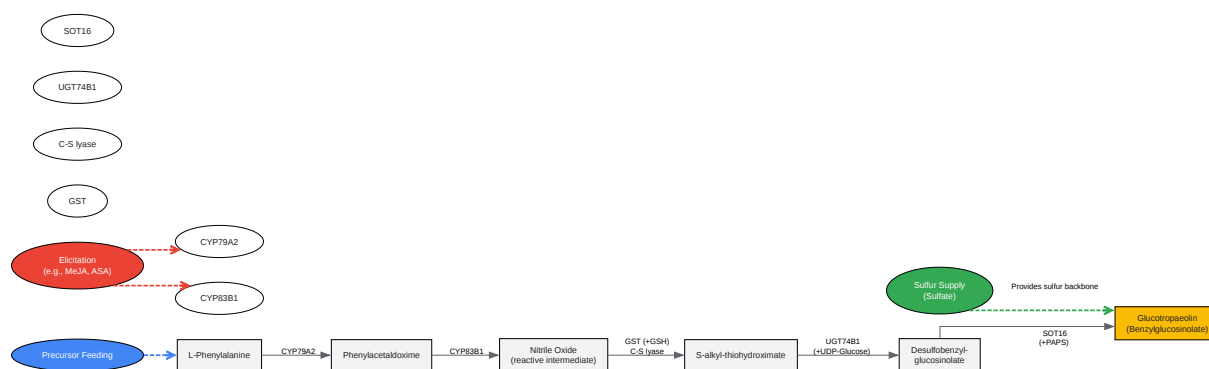 SOT16
UGT74B1
C-S lyase
GST
Elicitation
(e.g., MeJA, ASA)
CYP79A2
CYP83B1
Sulfur Supply
(Sulfate)
Provides sulfur backbone
Glucotropaeolin
(Benzylglucosinolate)
SOT16
(+PAPS)
Precursor Feeding
L-Phenylalanine
CYP79A2
Phenylacetaldoxime
CYP83B1
Nitrile Oxide
(reactive intermediate)
GST (+GSH)
C-S lyase
S-alkyl-thiohydroximate
UGT74B1
(+UDP-Glucose)
Desulfobenzyl-
glucosinolate